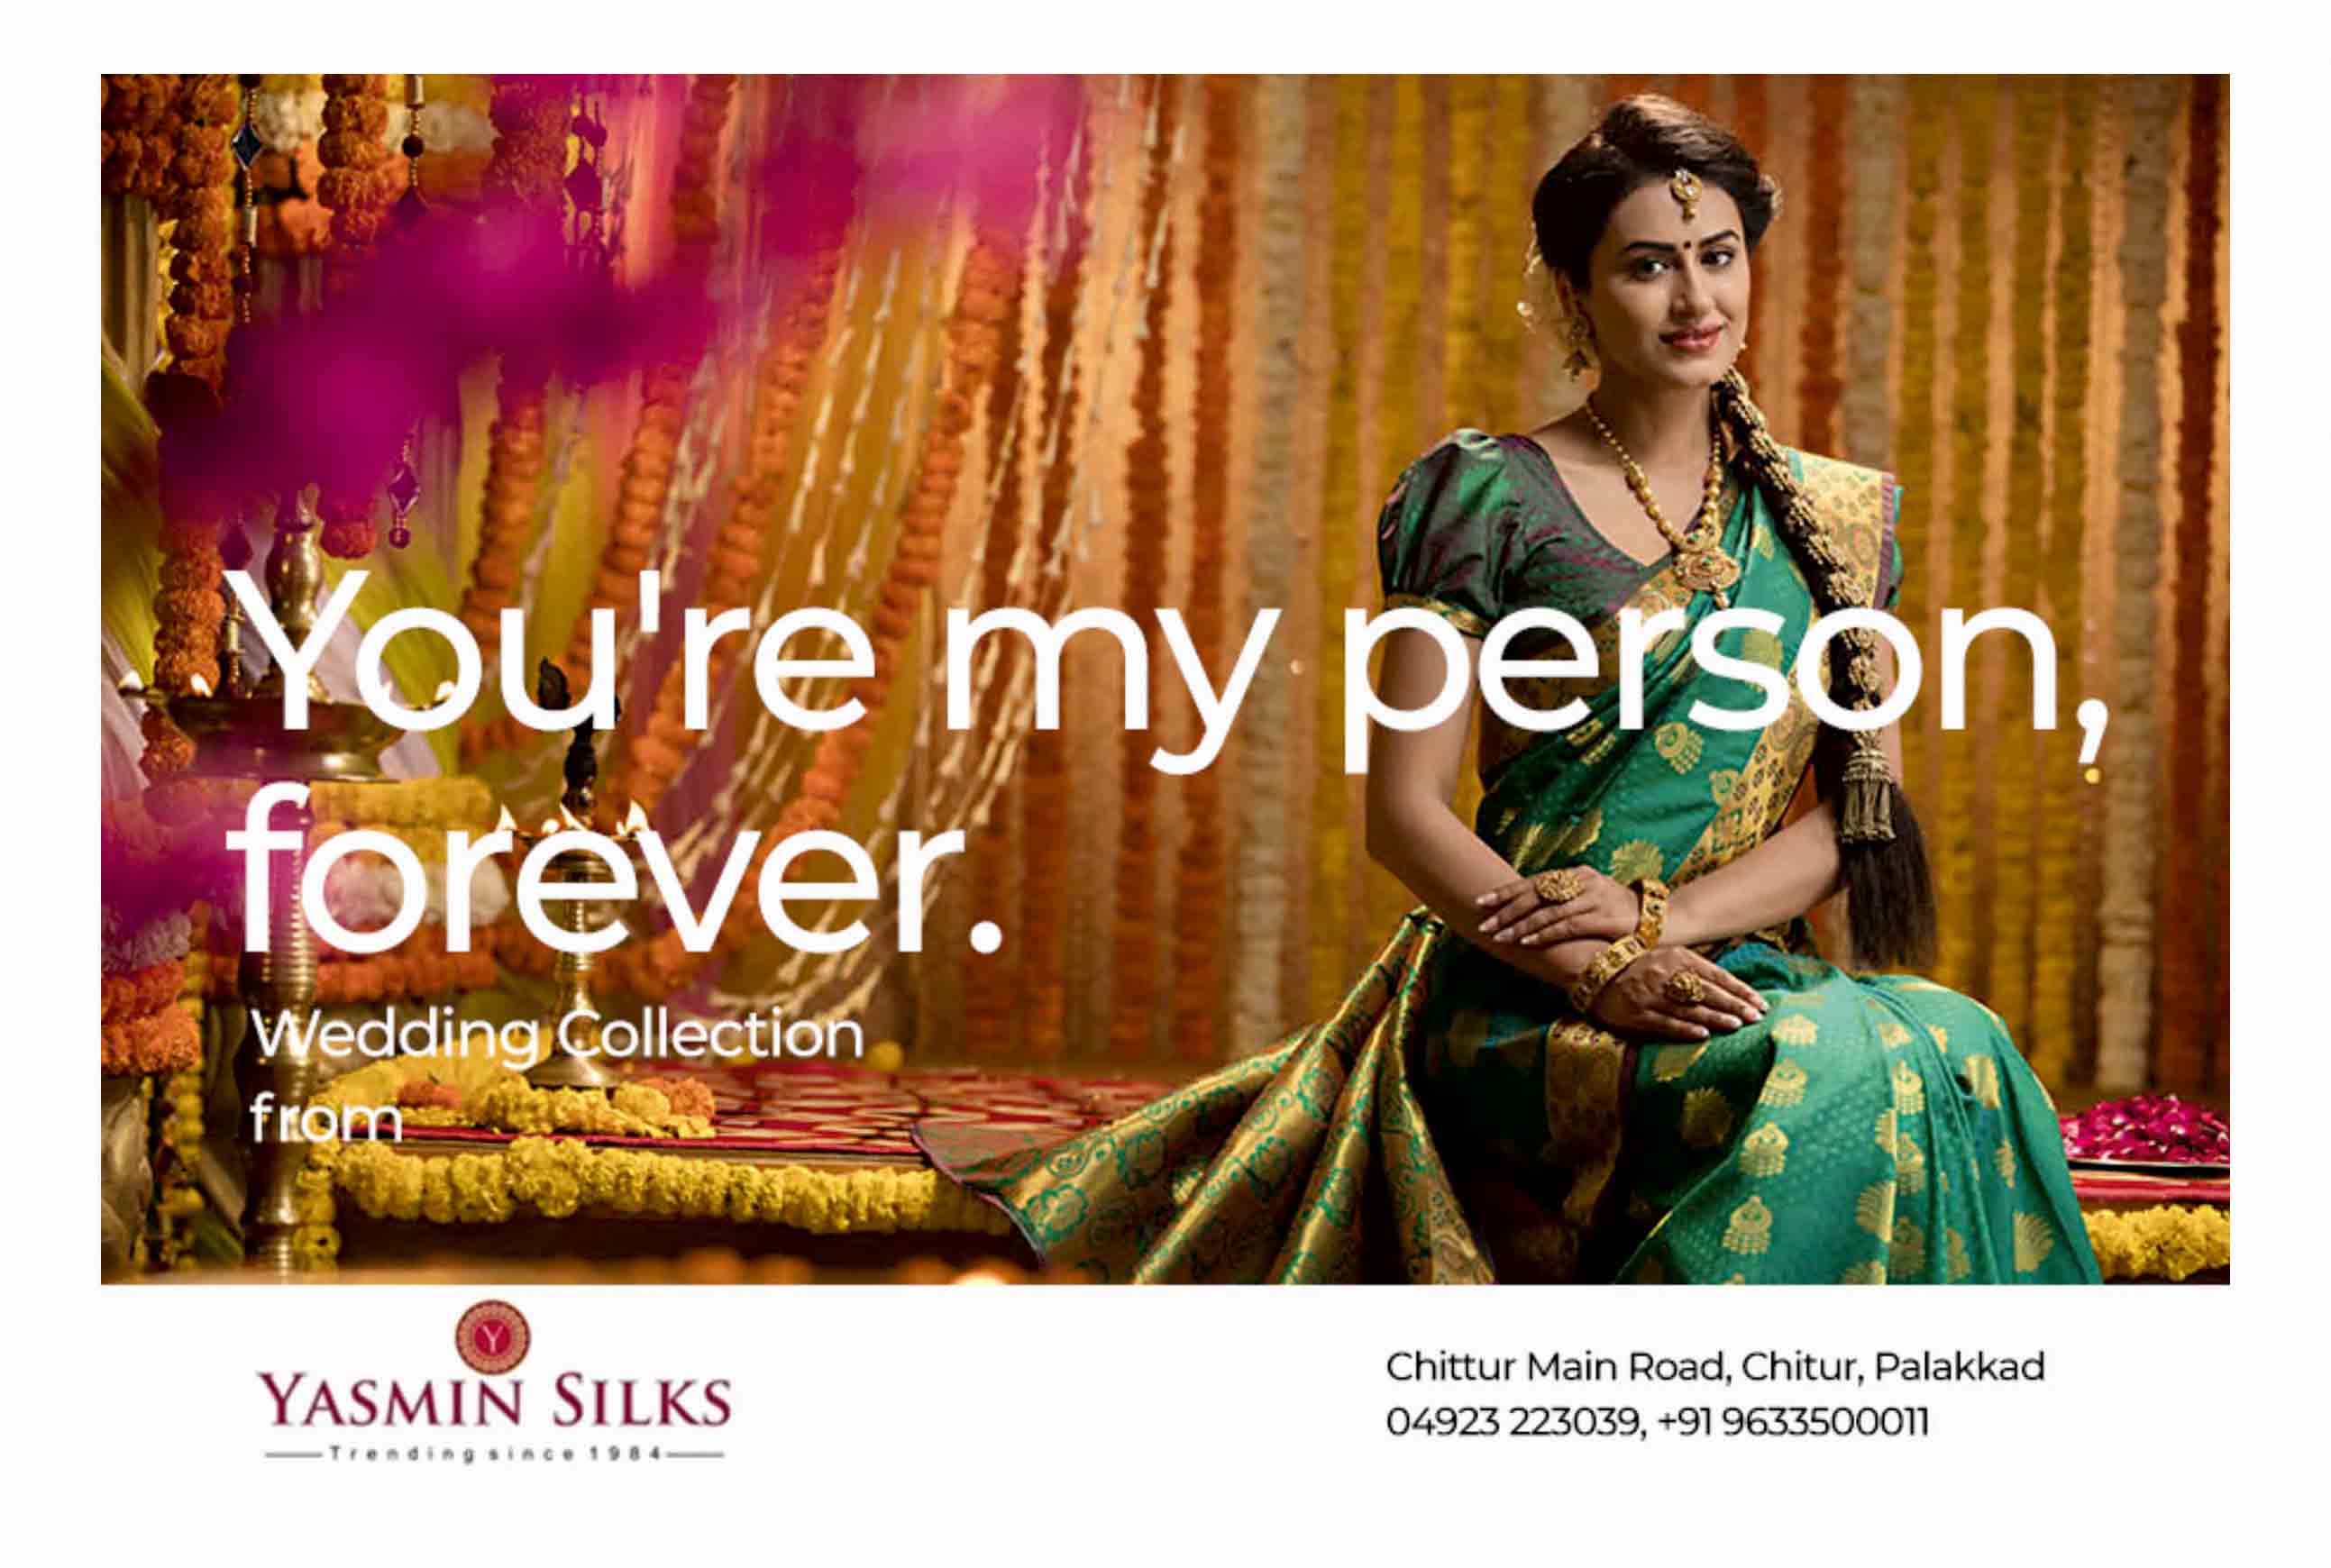 You're my person,
forever.
Wedding Collection
from
Y
YASMIN SILKS
Trending since 1984
Chittur Main Road, Chitur, Palakkad
04923 223039, +91 9633500011